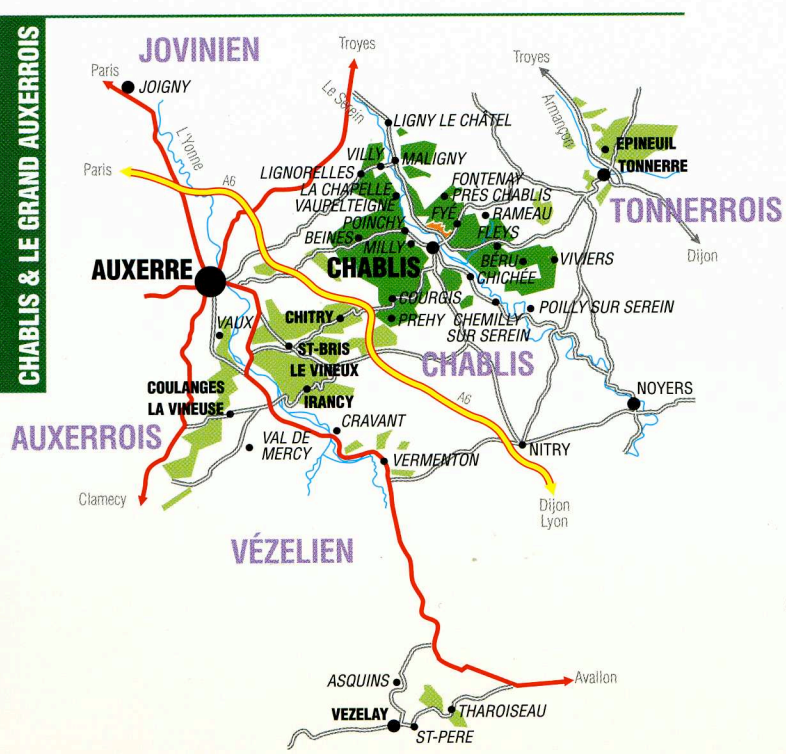 CHABLIS & LE GRAND AUXERROIS
JOVINIEN
Troyes
Troyes
Paris
JOIGNY
Le Serein
Armançon
L'Yonne
LIGNY LE CHÂTEL
EPINEUIL
TONNERRE
VILLY
MALIGNY
Paris
A6
LIGNORELLES
FONTENAY
PRES CHABLIS
LA CHAPELLE
VAUPELTEIGNE
FYÉ
RAMEAU
TONNERROIS
POINCHY
FLEYS
BEINES
MILLY
Dijon
AUXERRE
CHABLIS
BÉRU
VIVIERS
CHICHÉE
COURGIS
POILLY SUR SEREIN
CHITRY
PREHY
CHEMILLY
SUR SEREIN
VAUX
ST-BRIS
LE VINEUX
CHABLIS
COULANGES
LA VINEUSE
IRANCY
NOYERS
A6
CRAVANT
AUXERROIS
VAL DE
MERCY
NITRY
VERMENTON
Clamecy
Dijon
Lyon
VÉZELIEN
ASQUINS
Avallon
VEZELAY
THAROISEAU
ST-PERE